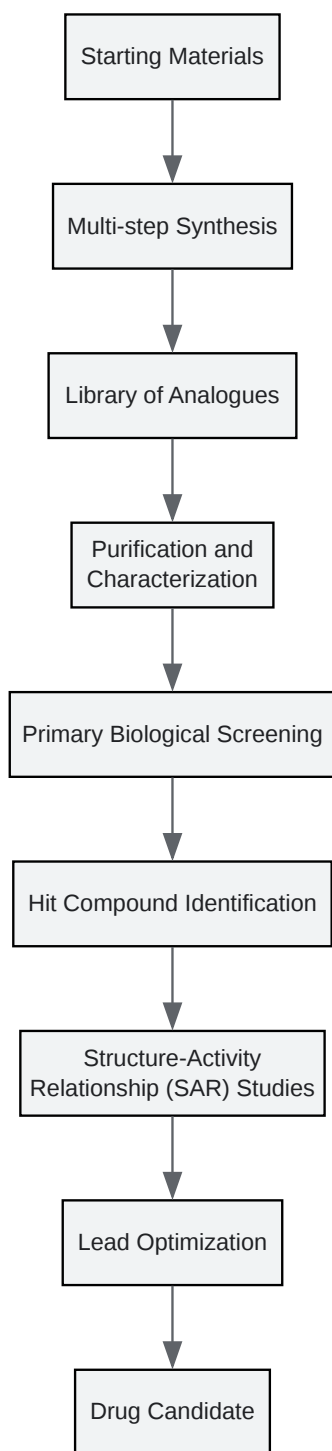 Starting Materials
Multi-step Synthesis
Library of Analogues
Purification and
Characterization
Primary Biological Screening
Hit Compound Identification
Structure-Activity
Relationship (SAR) Studies
Lead Optimization
Drug Candidate